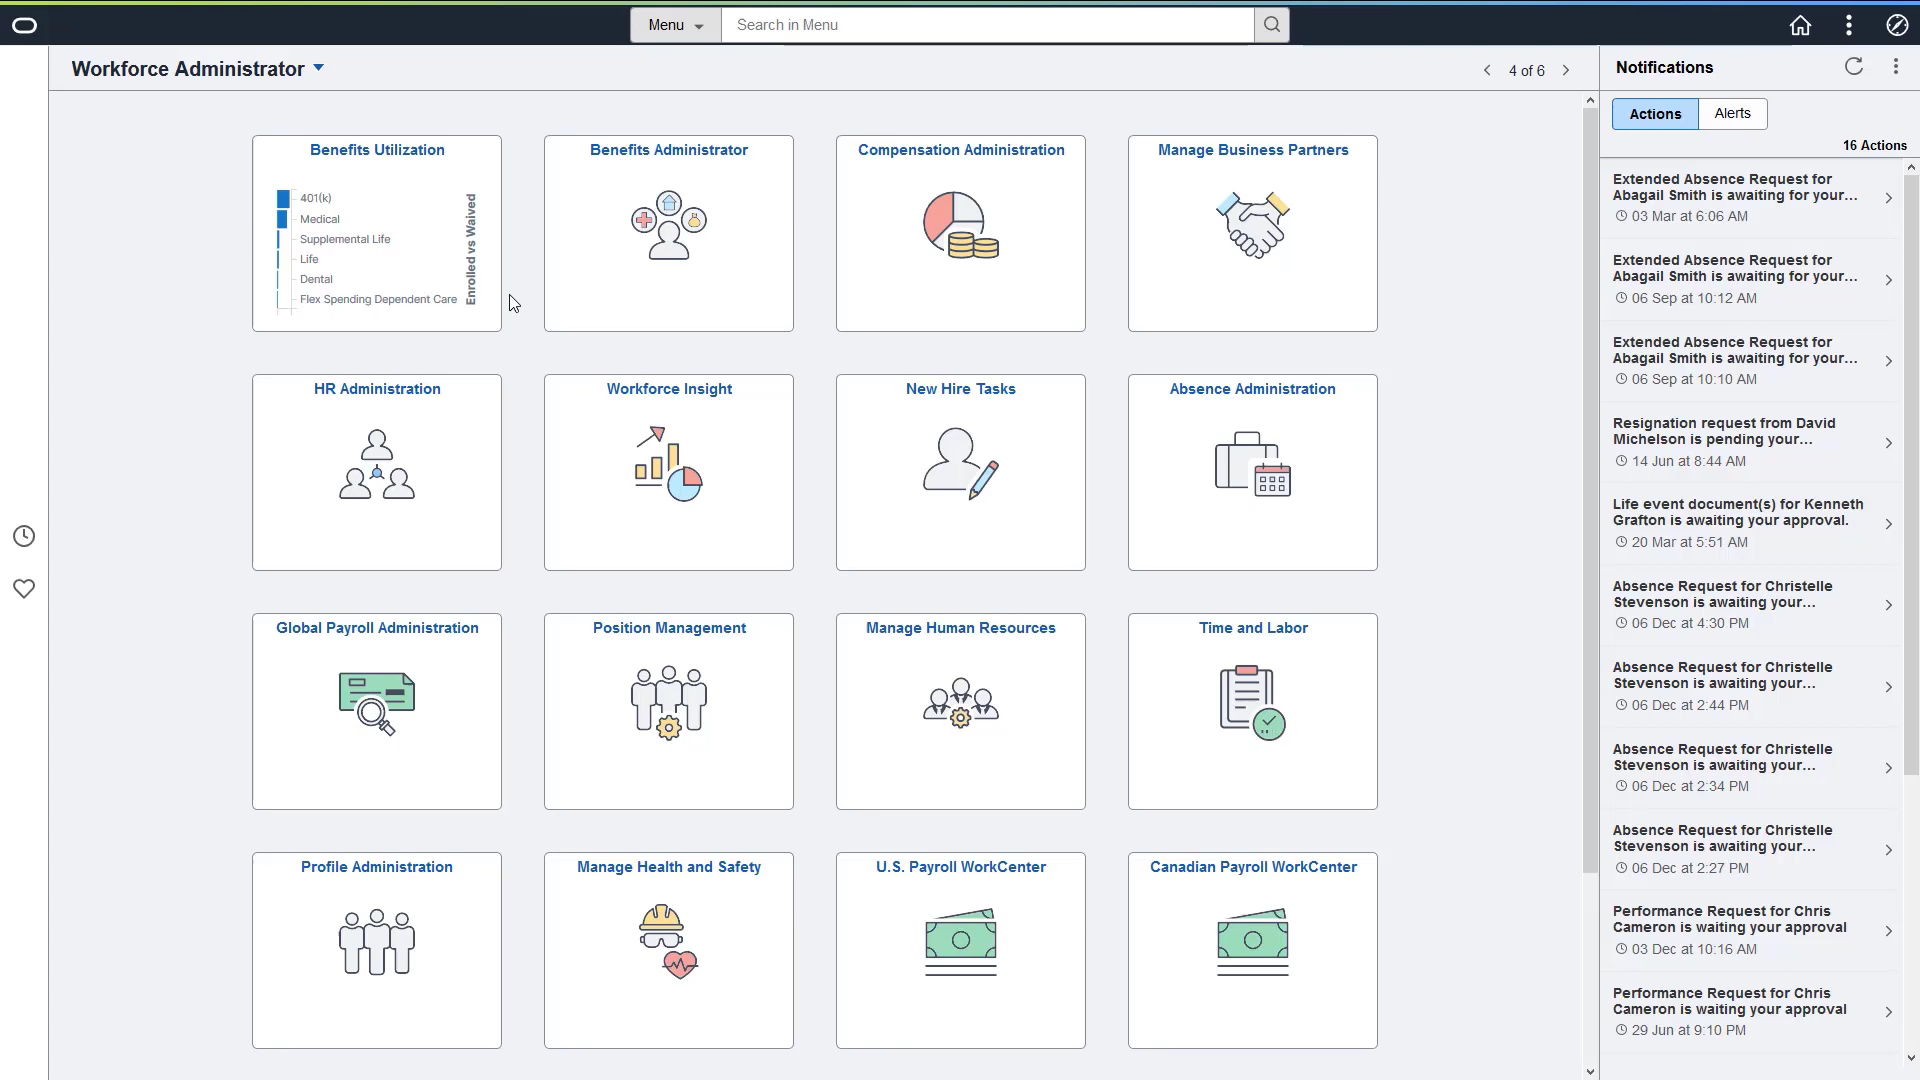 Menu
Search in Menu
Workforce Administrator
4 of 6
Benefits Utilization
401(k)
Medical
Supplemental Life
Life
Dental
Flex Spending Dependent Care
Enrolled vs Waived
Benefits Administrator
Compensation Administration
Manage Business Partners
HR Administration
Workforce Insight
New Hire Tasks
Absence Administration
Global Payroll Administration
Position Management
Manage Human Resources
Time and Labor
Profile Administration
Manage Health and Safety
U.S. Payroll WorkCenter
Canadian Payroll WorkCenter
Notifications
Actions
Alerts
16 Actions
Extended Absence Request for
Abagail Smith is awaiting for your...
03 Mar at 6:06 AM
Extended Absence Request for
Abagail Smith is awaiting for your...
06 Sep at 10:12 AM
Extended Absence Request for
Abagail Smith is awaiting for your...
06 Sep at 10:10 AM
Resignation request from David
Michelson is pending your...
14 Jun at 8:44 AM
Life event document(s) for Kenneth
Grafton is awaiting your approval.
20 Mar at 5:51 AM
Absence Request for Christelle
Stevenson is awaiting your...
06 Dec at 4:30 PM
Absence Request for Christelle
Stevenson is awaiting your...
06 Dec at 2:44 PM
Absence Request for Christelle
Stevenson is awaiting your...
06 Dec at 2:34 PM
Absence Request for Christelle
Stevenson is awaiting your...
06 Dec at 2:27 PM
Performance Request for Chris
Cameron is waiting your approval
03 Dec at 10:16 AM
Performance Request for Chris
Cameron is waiting your approval
29 Jun at 9:10 PM